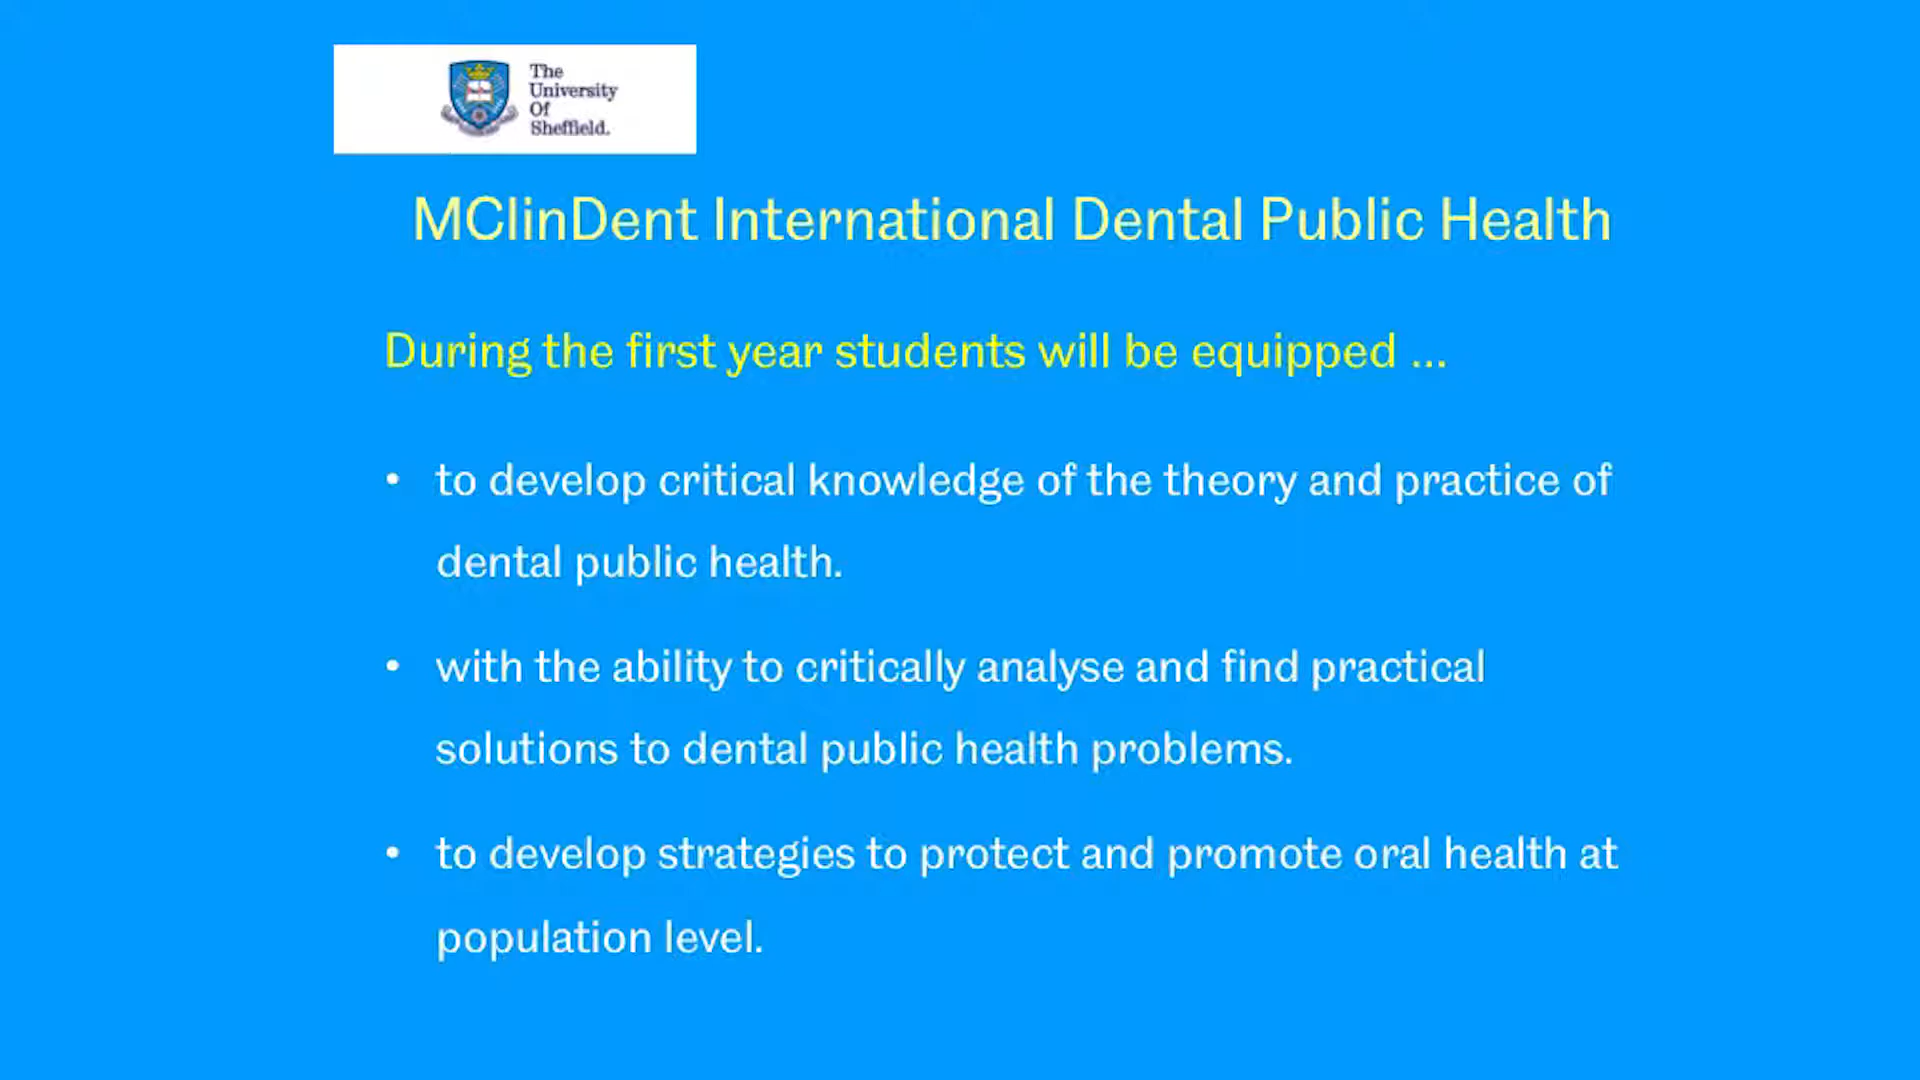 The
University
Of
Sheffield.
MClinDent International Dental Public Health
During the first year students will be equipped ...
• to develop critical knowledge of the theory and practice of
dental public health.
• with the ability to critically analyse and find practical
solutions to dental public health problems.
• to develop strategies to protect and promote oral health at
population level.